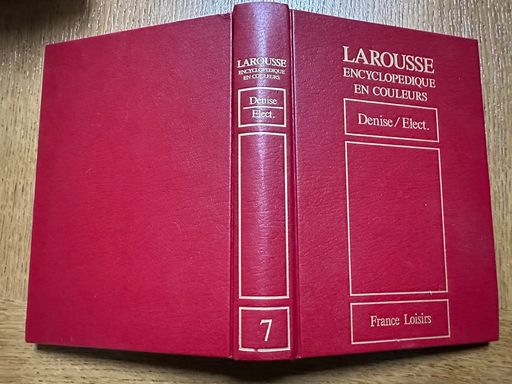 LAROUSSE
ENCYCLOPEDIQUE
EN COULEURS
Denise
Elect.
7
LAROUSSE
ENCYCLOPEDIQUE
EN COULEURS
Denise/Elect.
France Loisirs